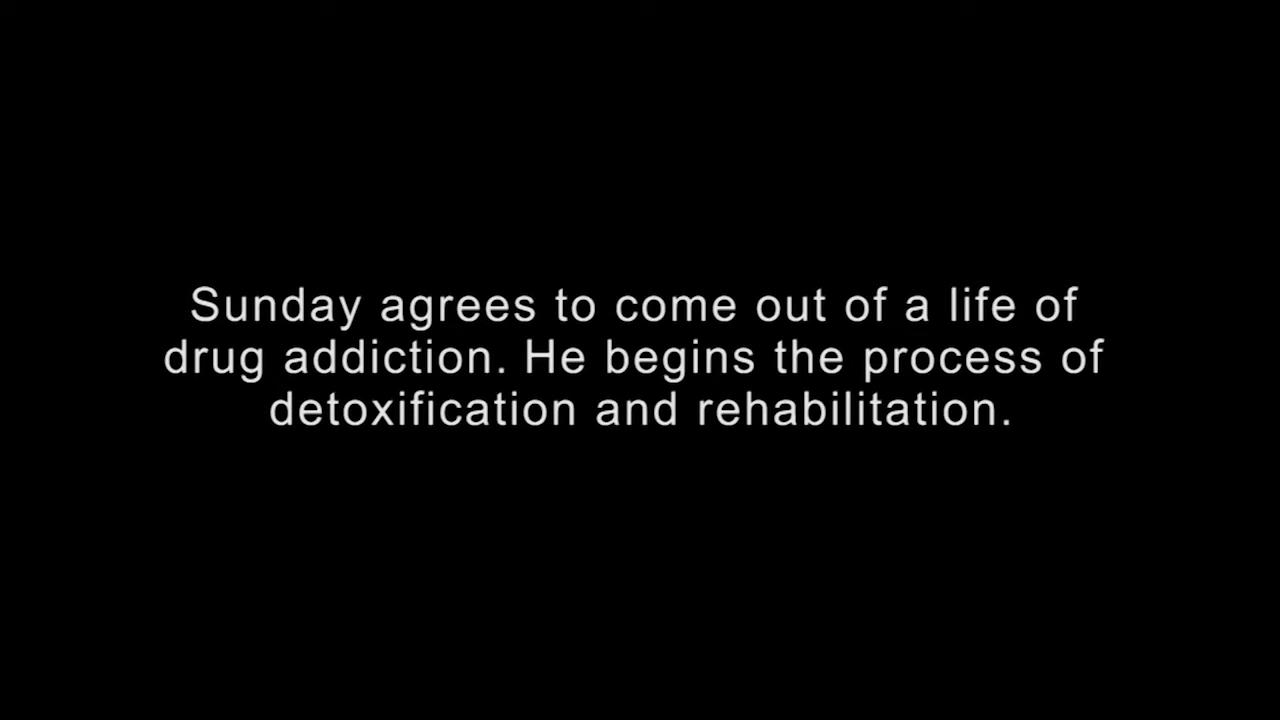 Sunday agrees to come out of a life of
drug addiction. He begins the process of
detoxification and rehabilitation.